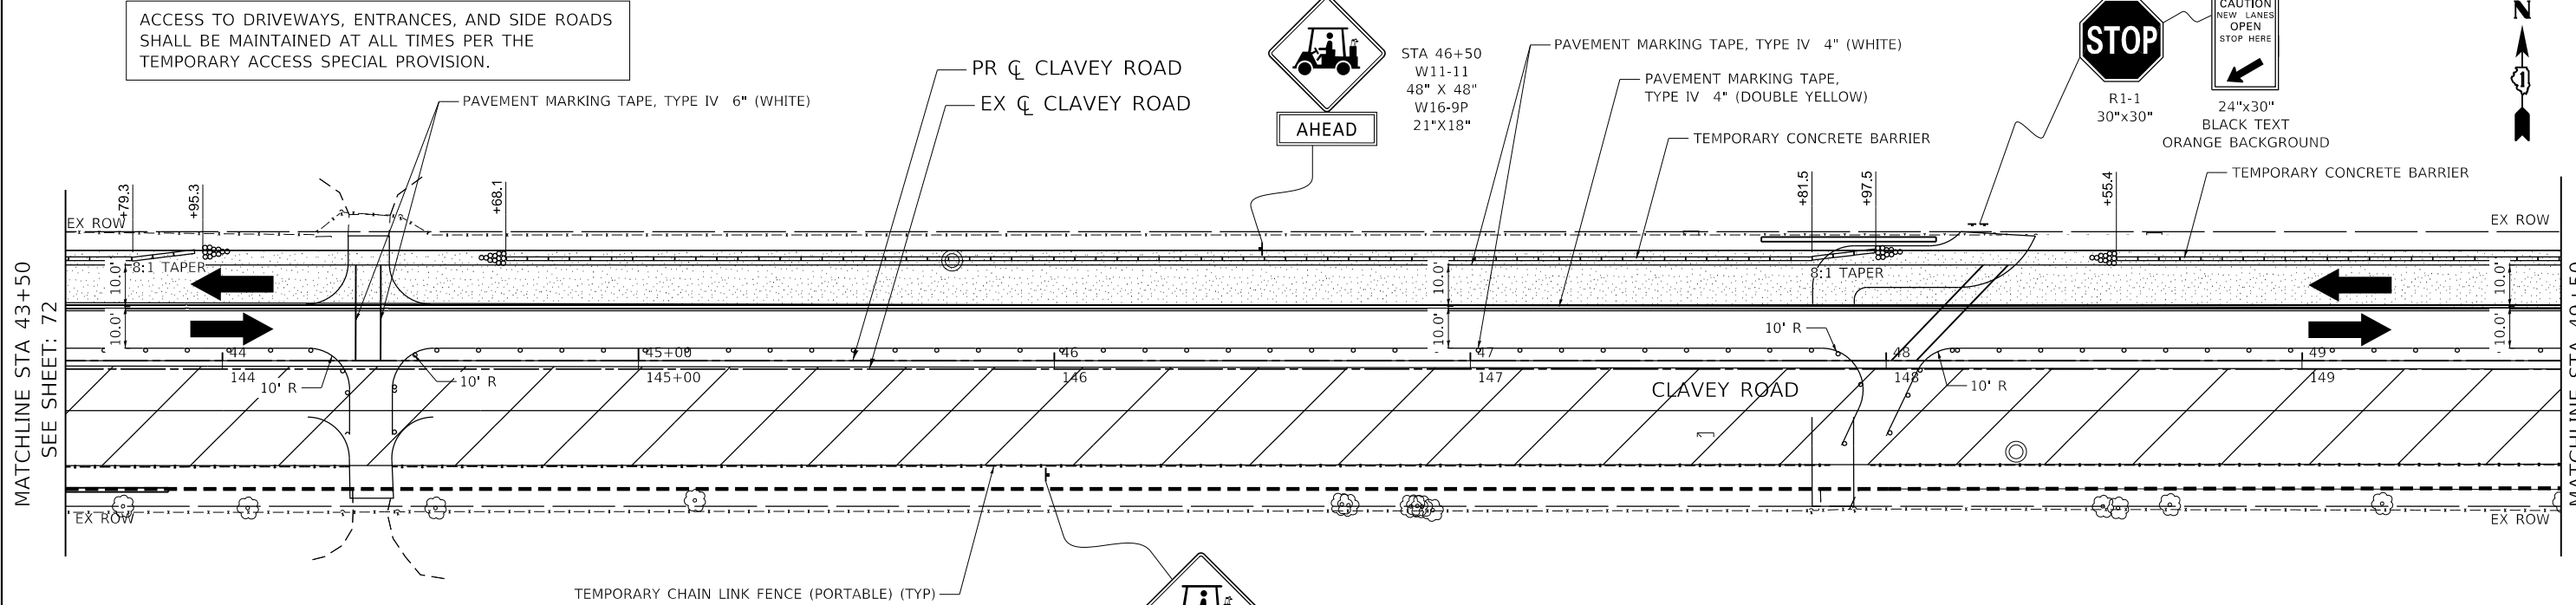 ACCESS TO DRIVEWAYS, ENTRANCES, AND SIDE ROADS
SHALL BE MAINTAINED AT ALL TIMES PER THE
TEMPORARY ACCESS SPECIAL PROVISION.
PAVEMENT MARKING TAPE, TYPE IV 6" (WHITE)
PR ℄ CLAVEY ROAD
EX ℄ CLAVEY ROAD
AHEAD
STA 46+50
W11-11
48" X 48"
W16-9P
21"X18"
PAVEMENT MARKING TAPE, TYPE IV 4" (WHITE)
PAVEMENT MARKING TAPE,
TYPE IV 4" (DOUBLE YELLOW)
TEMPORARY CONCRETE BARRIER
STOP
R1-1
30"x30"
CAUTION
NEW LANES
OPEN
STOP HERE
24"x30"
BLACK TEXT
ORANGE BACKGROUND
TEMPORARY CONCRETE BARRIER
N
1
+79.3
+95.3
+68.1
+81.5
+97.5
+55.4
EX ROW
EX ROW
8:1 TAPER
8:1 TAPER
10.0'
10.0'
10.0'
10.0'
10.0'
10.0'
MATCHLINE STA 43+50
SEE SHEET: 72
44
45+00
46
47
48
49
144
145+00
146
147
148
149
10' R
10' R
10' R
10' R
CLAVEY ROAD
EX ROW
EX ROW
TEMPORARY CHAIN LINK FENCE (PORTABLE) (TYP)
MATCHLINE STA 49+50